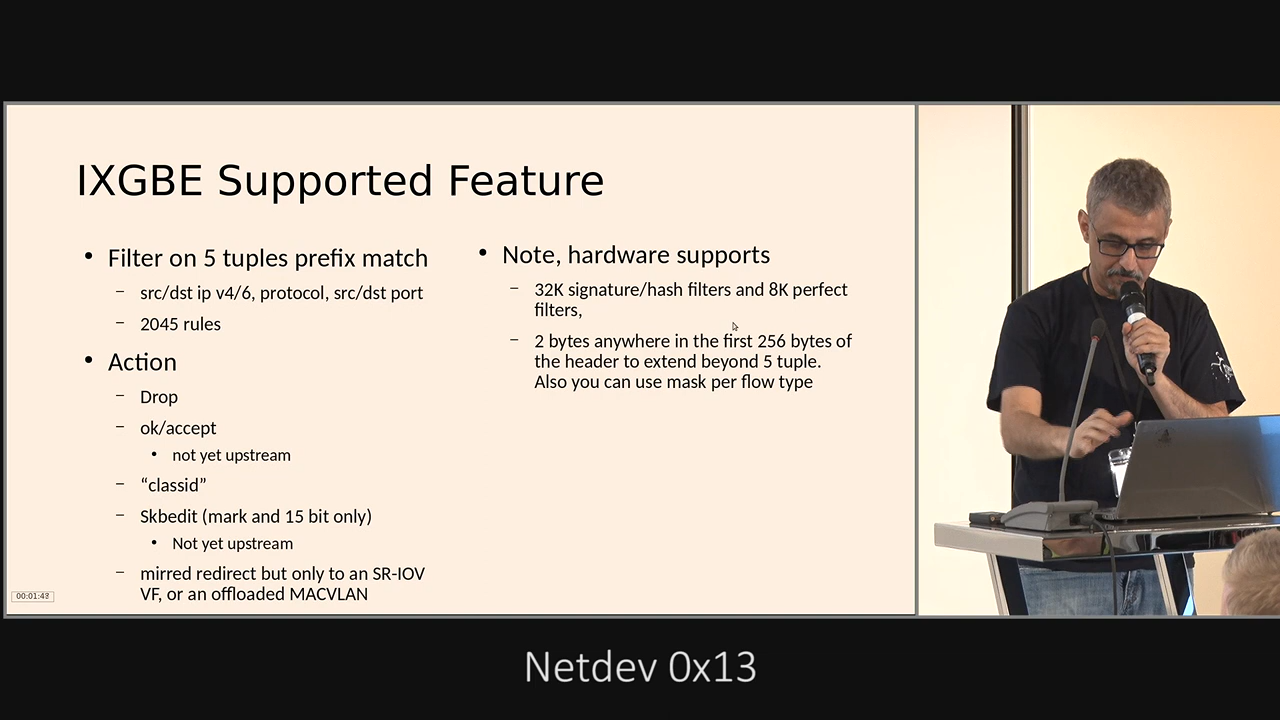 IXGBE Supported Feature
• Filter on 5 tuples prefix match
– src/dst ip v4/6, protocol, src/dst port
– 2045 rules
• Action
– Drop
– ok/accept
• not yet upstream
– “classid”
– Skbedit (mark and 15 bit only)
• Not yet upstream
– mirred redirect but only to an SR-IOV
VF, or an offloaded MACVLAN
• Note, hardware supports
– 32K signature/hash filters and 8K perfect
filters,
– 2 bytes anywhere in the first 256 bytes of
the header to extend beyond 5 tuple.
Also you can use mask per flow type
Netdev 0x13